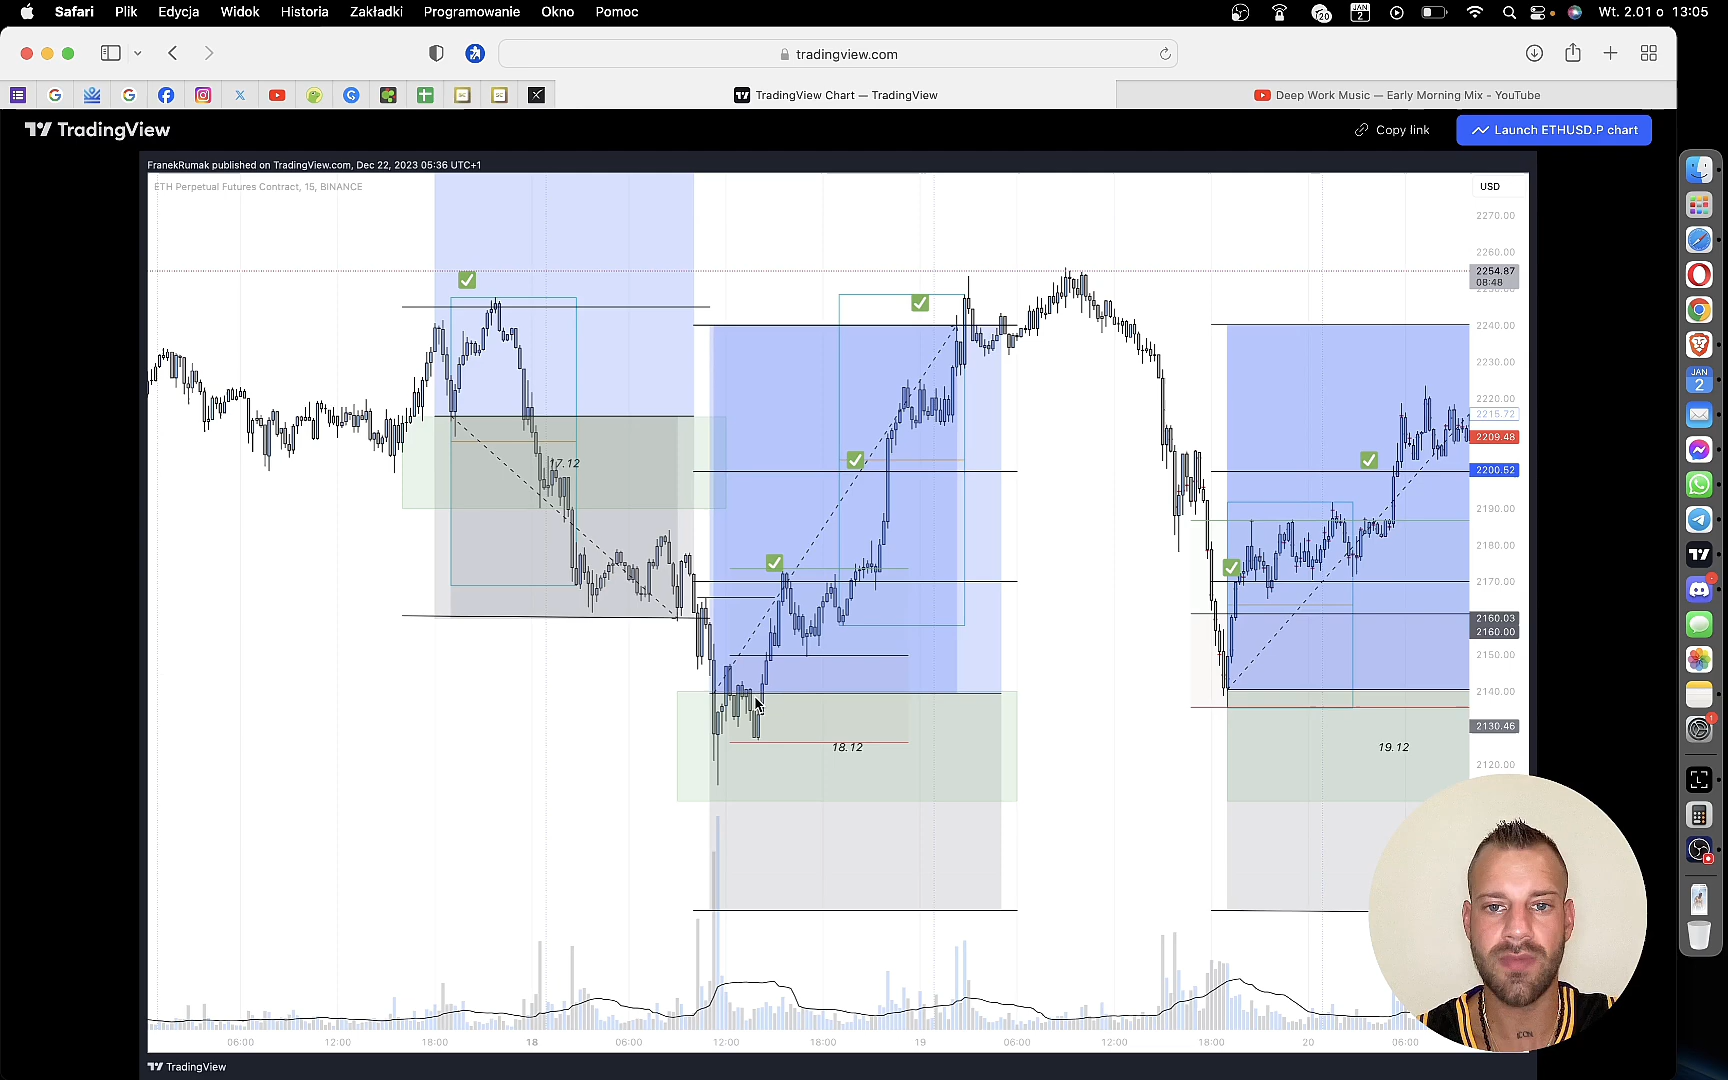 Safari Plik Edycja Widok Historia Zakładki Programowanie Okno Pomoc
20 JAN 2 Wt. 2.01 o 13:05
tradingview.com
TradingView Chart — TradingView
Deep Work Music — Early Morning Mix - YouTube
TradingView
Copy link
Launch ETHUSD.P chart
FranekRumak published on TradingView.com, Dec 22, 2023 05:36 UTC+1
ETH Perpetual Futures Contract, 15, BINANCE
USD
2270.00
2260.00
2254.87
08:48
2240.00
2230.00
2220.00
2215.72
2209.48
2200.52
2190.00
2180.00
2170.00
2160.03
2160.00
2150.00
2140.00
2130.46
2120.00
17.12
18.12
19.12
06:00 12:00 18:00 18 06:00 12:00 18:00 19 06:00 12:00 18:00 20 06:00
TradingView
JAN
2
1